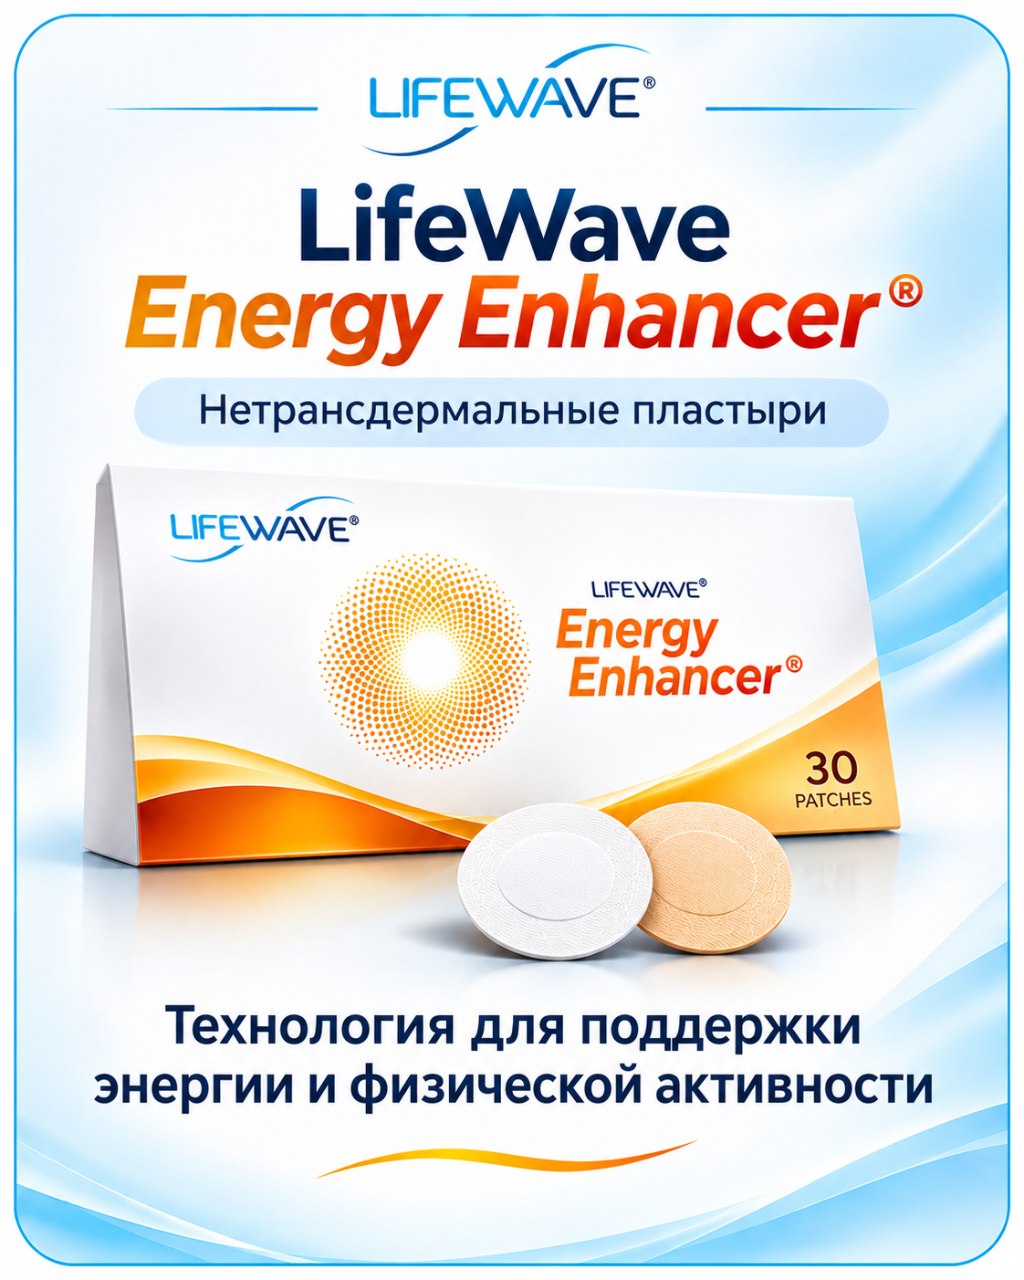 LIFEWAVE®
LifeWave
Energy Enhancer®
Нетрансдермальные пластыри
LIFEWAVE®
LIFEWAVE®
Energy
Enhancer®
30
PATCHES
Технология для поддержки
энергии и физической активности